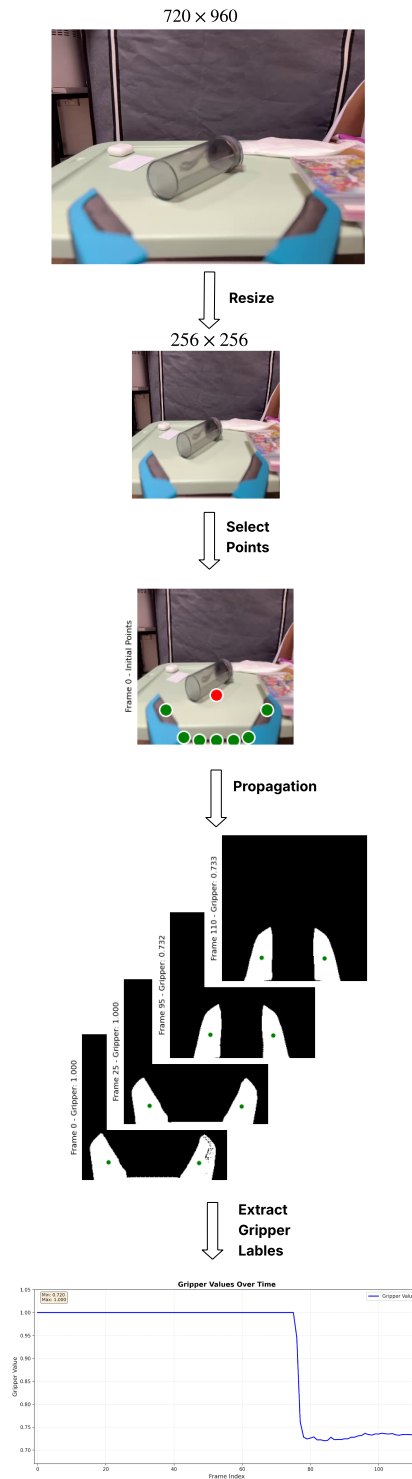 720 × 960
Resize
256 × 256
Select
Points
Frame 0 - Initial Points
Propagation
Frame 110 - Gripper: 0.733
Frame 95 - Gripper: 0.732
Frame 25 - Gripper: 1.000
Frame 0 - Gripper: 1.000
Extract
Gripper
Lables
Gripper Values Over Time
Min: 0.720
Max: 1.000
Gripper Valu
Gripper Value
1.05
1.00
0.95
0.90
0.85
0.80
0.75
0.70
0 20 40 60 80 100
Frame Index